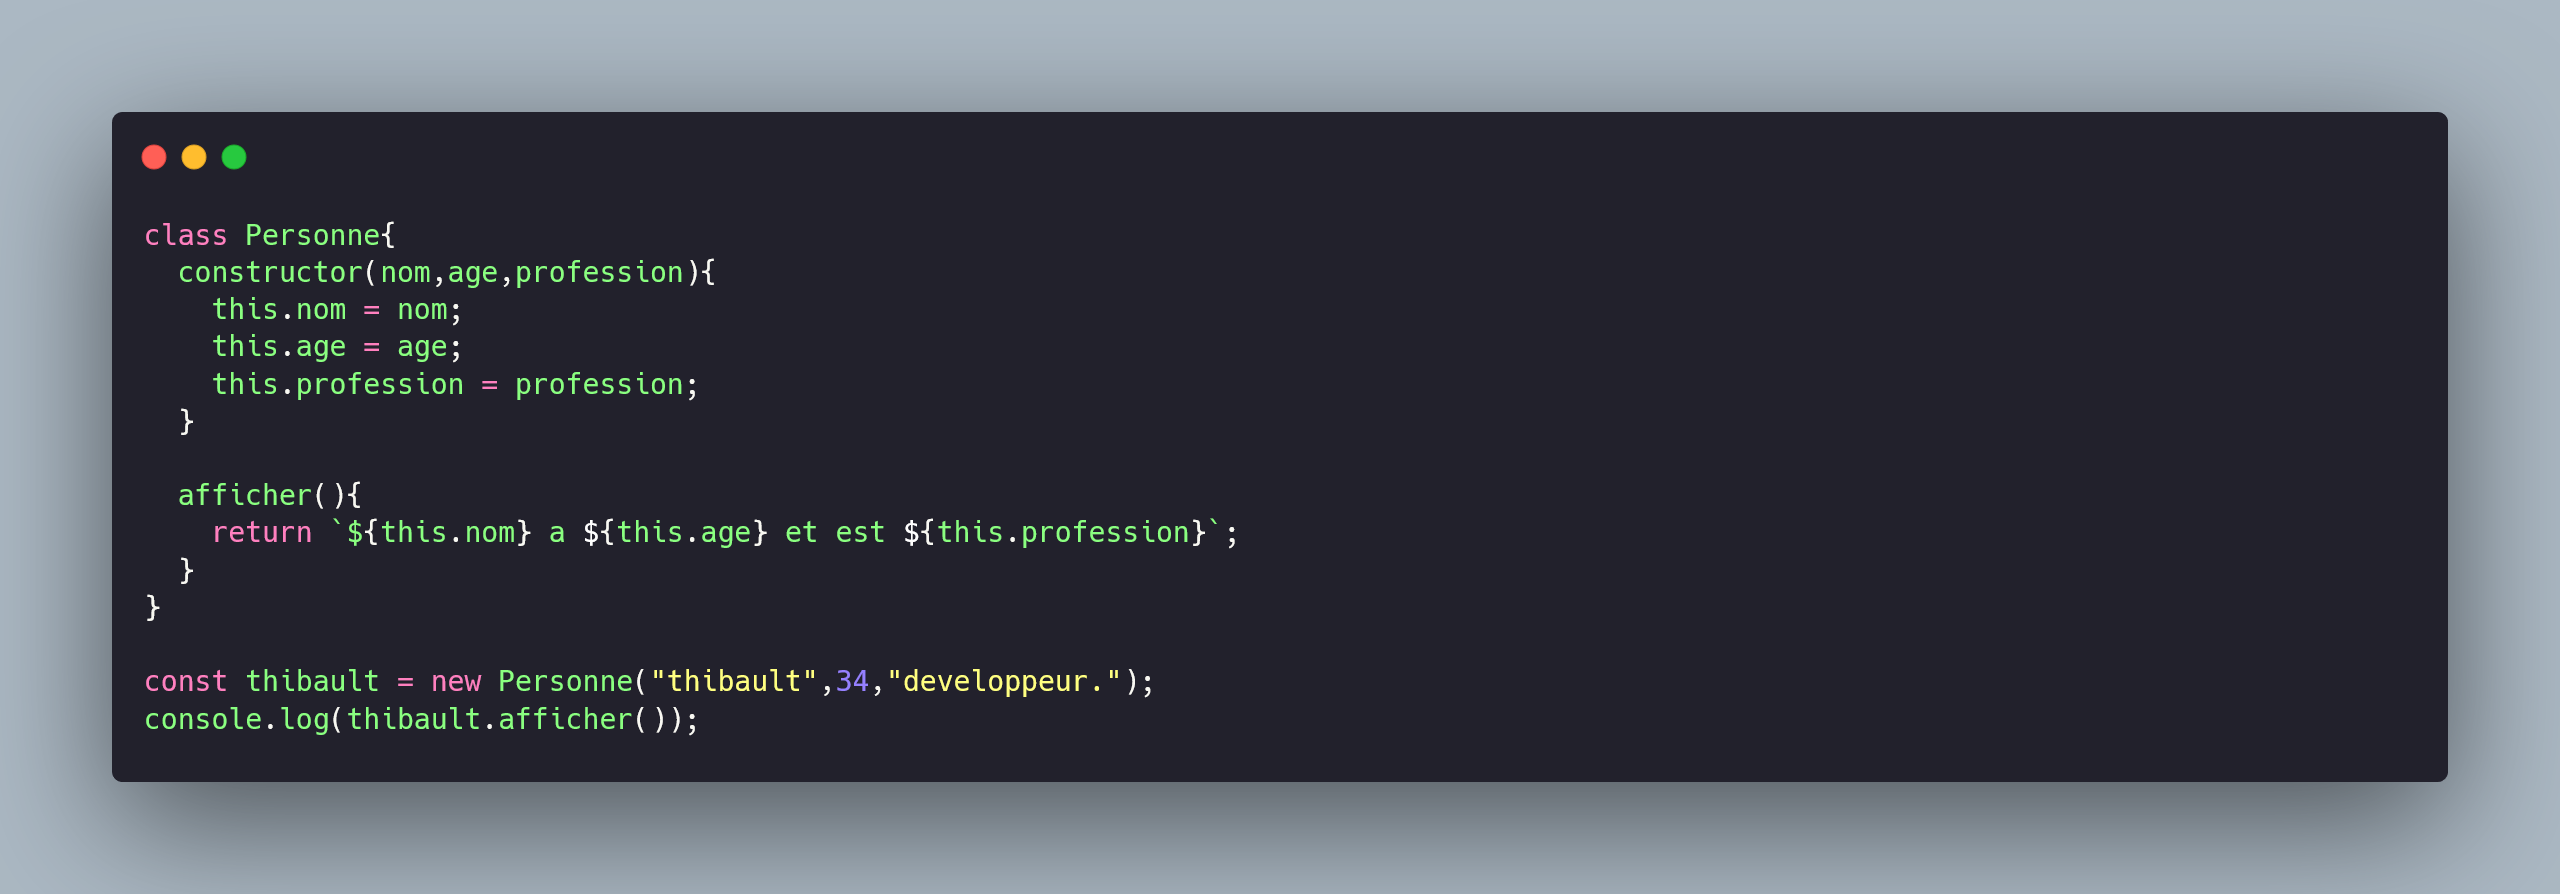 class Personne{
  constructor(nom,age,profession){
    this.nom = nom;
    this.age = age;
    this.profession = profession;
  }

  afficher(){
    return `${this.nom} a ${this.age} et est ${this.profession}`;
  }
}

const thibault = new Personne("thibault",34,"developpeur.");
console.log(thibault.afficher());